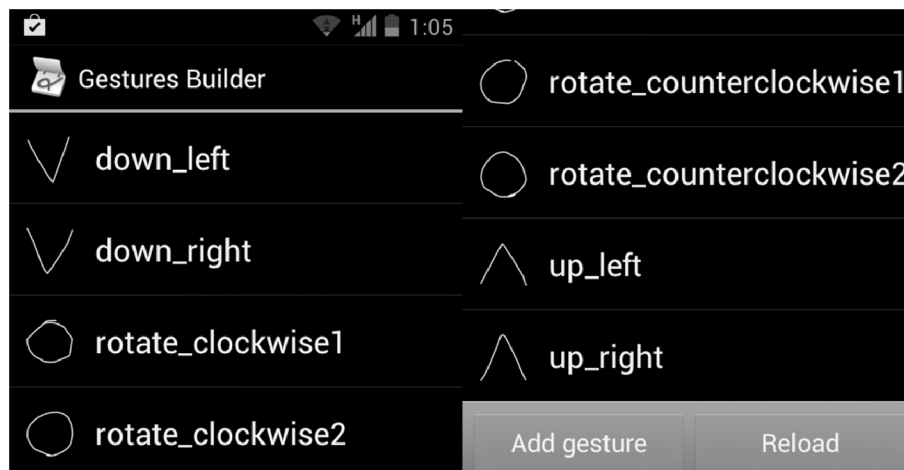 H 1:05
Gestures Builder
down_left
down_right
rotate_clockwise1
rotate_clockwise2
rotate_counterclockwise1
rotate_counterclockwise2
up_left
up_right
Add gesture Reload